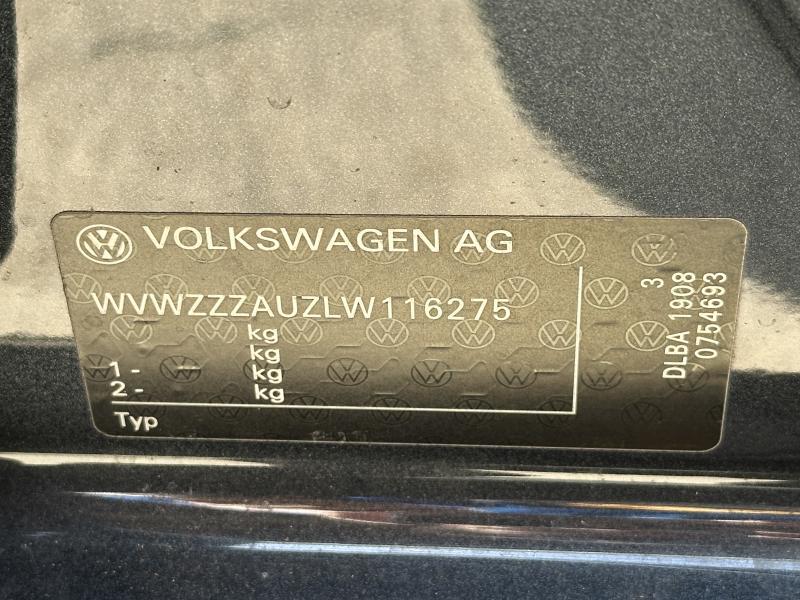 VOLKSWAGEN AG
WVWZZZAUZLW116275
kg
kg
1 - kg
2 - kg
Typ
3
DLBA 1908
0754693